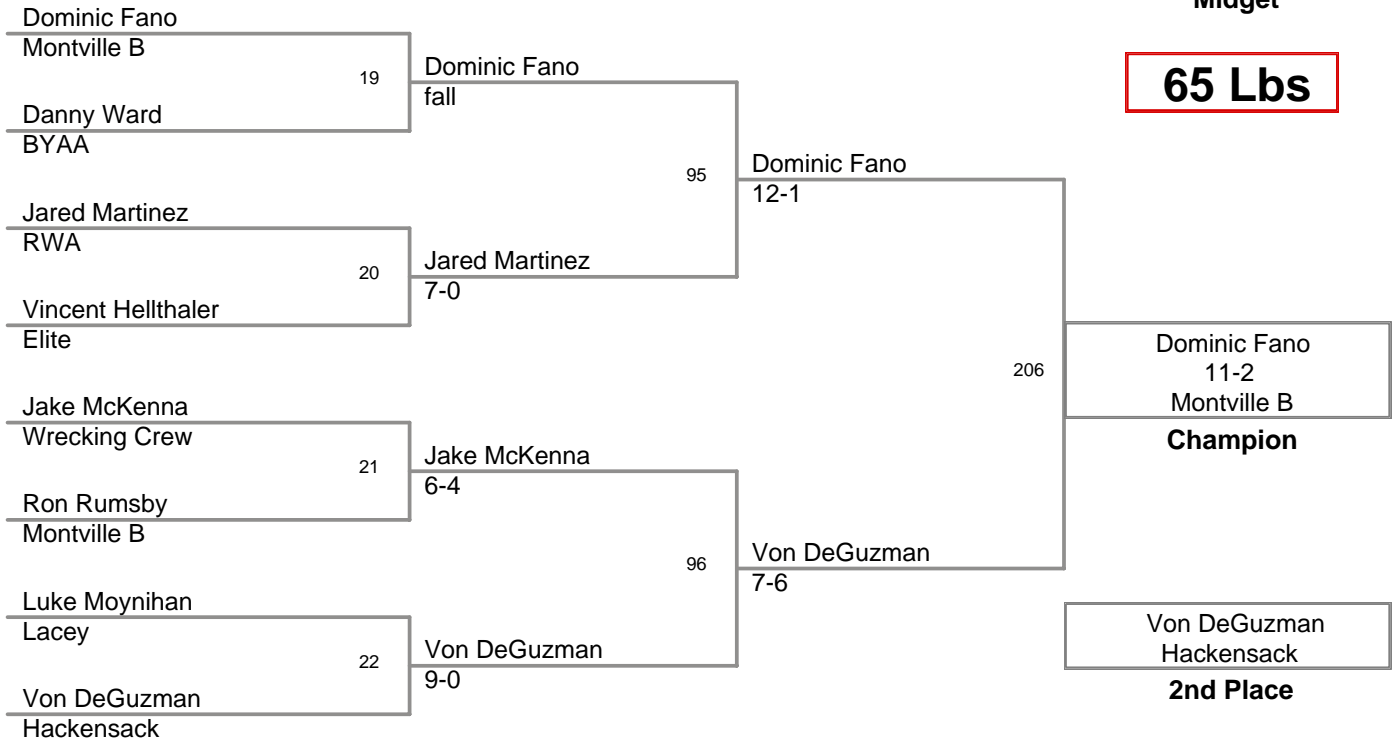 Midget
65 Lbs
Dominic Fano
Montville B
19
Danny Ward
BYAA
Jared Martinez
RWA
20
Vincent Hellthaler
Elite
Jake McKenna
Wrecking Crew
21
Ron Rumsby
Montville B
Luke Moynihan
Lacey
22
Von DeGuzman
Hackensack
Dominic Fano
fall
95
Jared Martinez
7-0
Jake McKenna
6-4
96
Von DeGuzman
9-0
Dominic Fano
12-1
206
Von DeGuzman
7-6
Dominic Fano
11-2
Montville B
Champion
Von DeGuzman
Hackensack
2nd Place